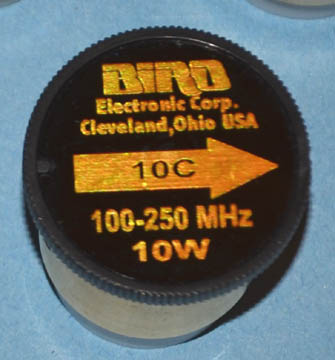 BIRD
Electronic Corp.
Cleveland,Ohio USA
10C
100-250 MHz
10W